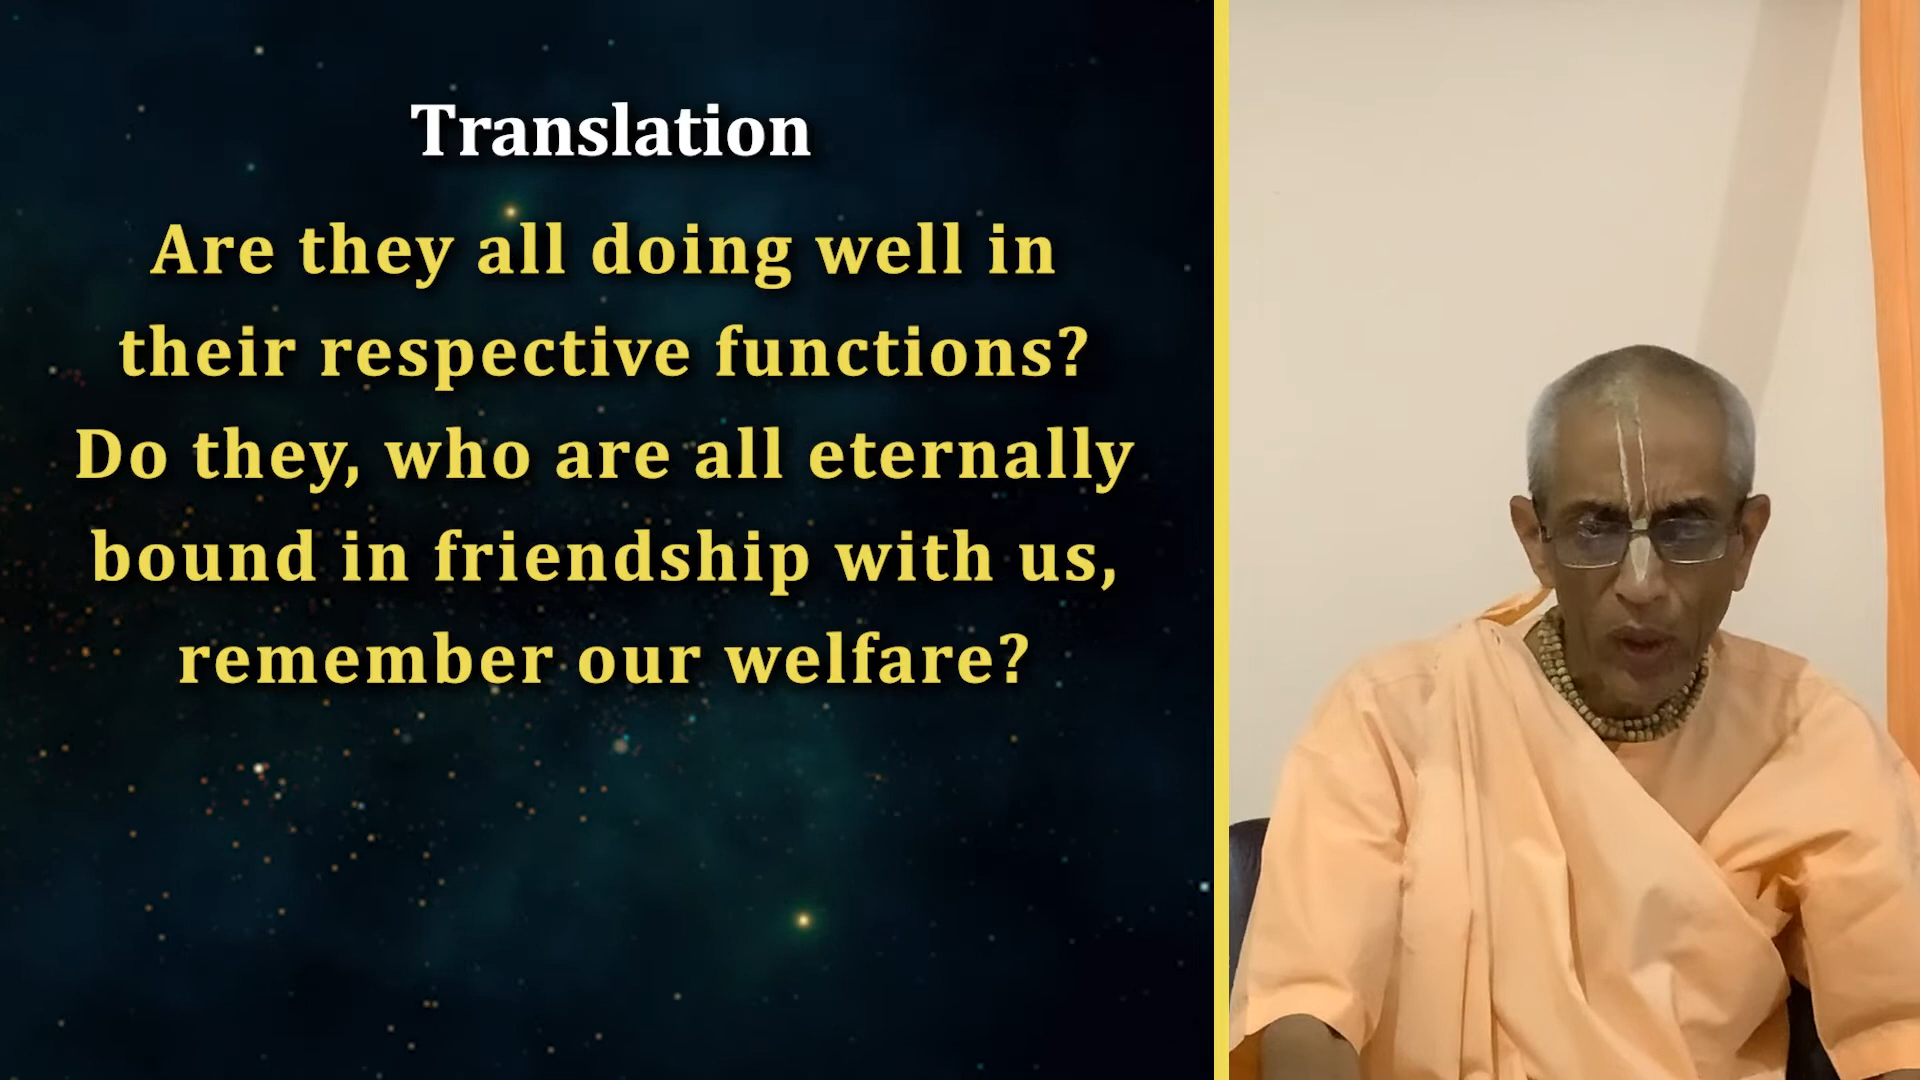 Translation
Are they all doing well in
their respective functions?
Do they, who are all eternally
bound in friendship with us,
remember our welfare?